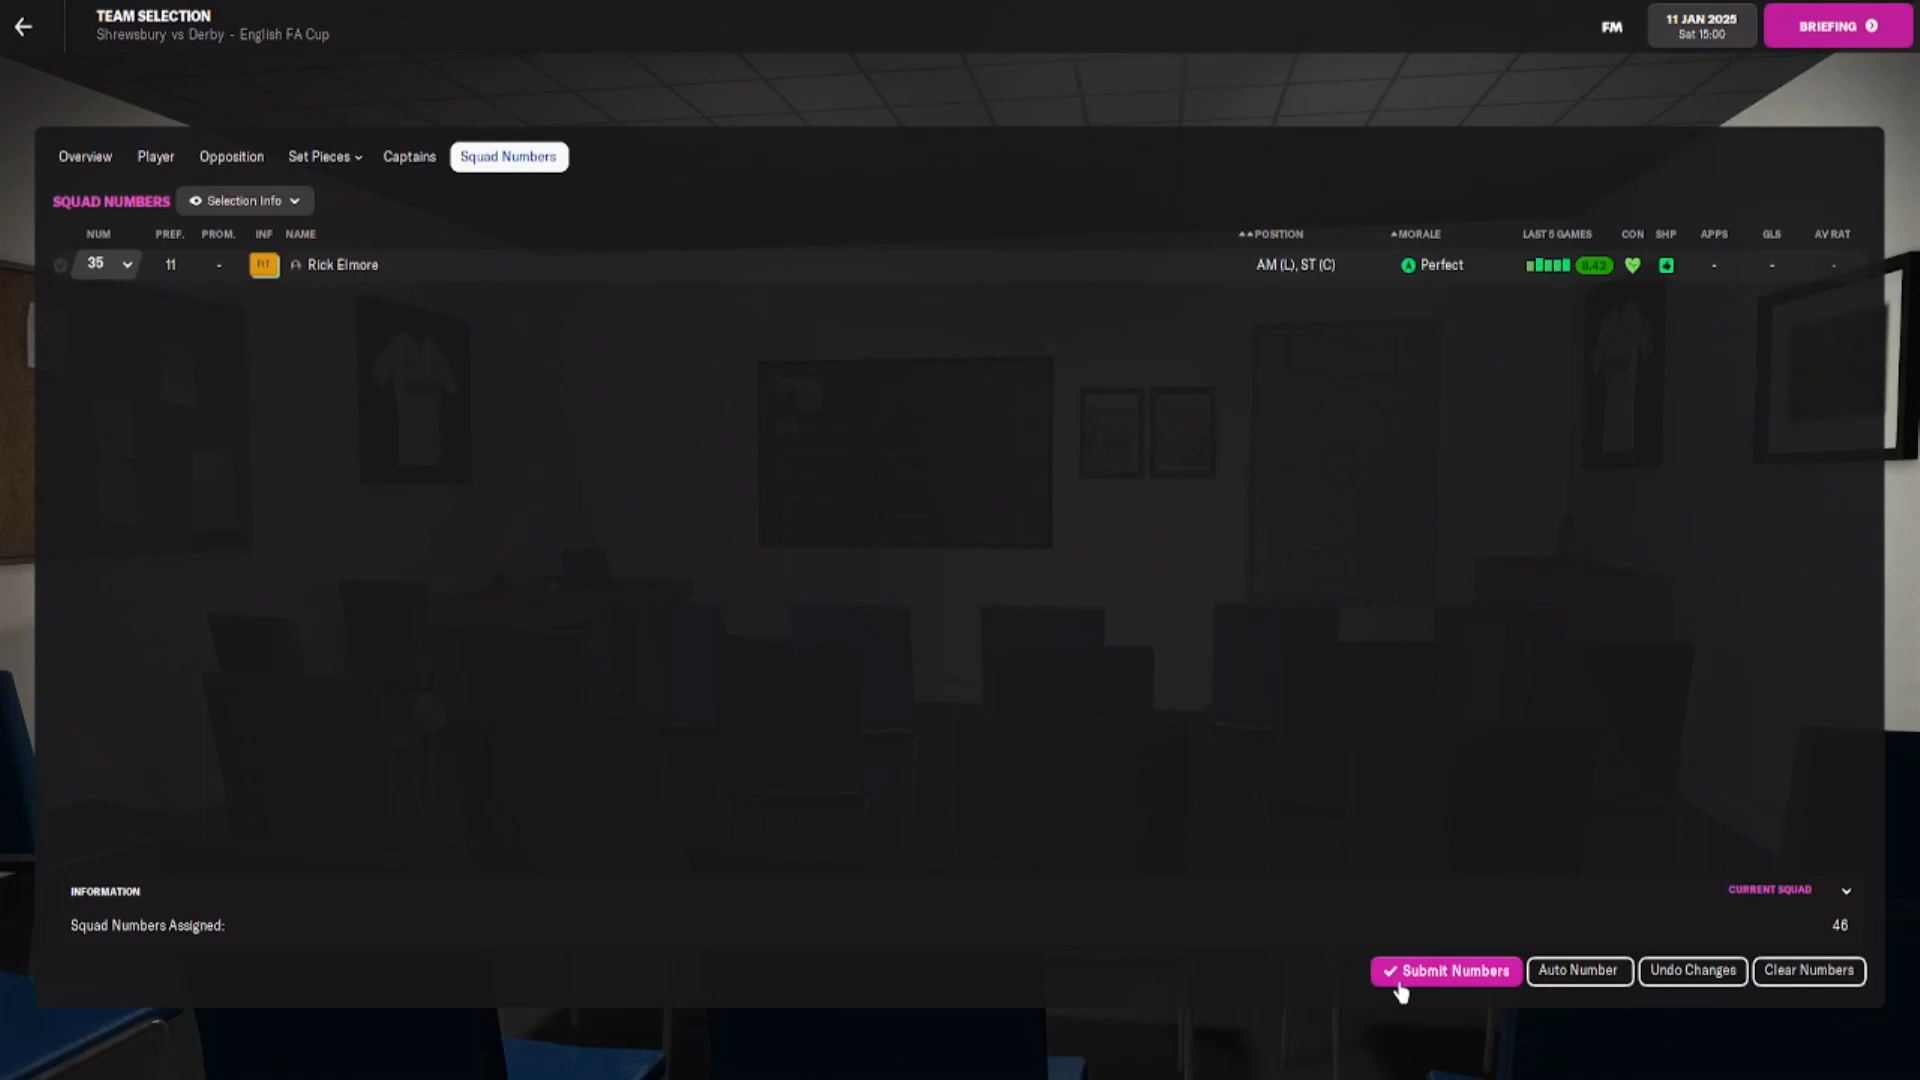 TEAM SELECTION
Shrewsbury vs Derby - English FA Cup
FM
11 JAN 2025
Sat 15:00
BRIEFING
Overview Player Opposition Set Pieces Captains Squad Numbers
SQUAD NUMBERS Selection Info
NUM PREF. PROM. INF NAME POSITION MORALE LAST 5 GAMES CON SHP APPS GLS AV RAT
35 11 - FLT Rick Elmore AM (L), ST (C) Perfect 8.42 - - -
INFORMATION CURRENT SQUAD
Squad Numbers Assigned: 46
Submit Numbers Auto Number Undo Changes Clear Numbers